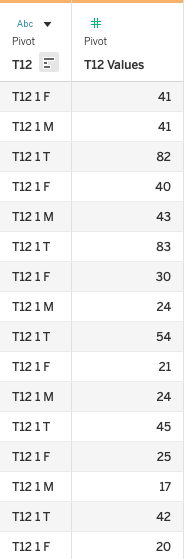 Abc #
Pivot Pivot
T12 T12 Values
T12 1 F 41
T12 1 M 41
T12 1 T 82
T12 1 F 40
T12 1 M 43
T12 1 T 83
T12 1 F 30
T12 1 M 24
T12 1 T 54
T12 1 F 21
T12 1 M 24
T12 1 T 45
T12 1 F 25
T12 1 M 17
T12 1 T 42
T12 1 F 20